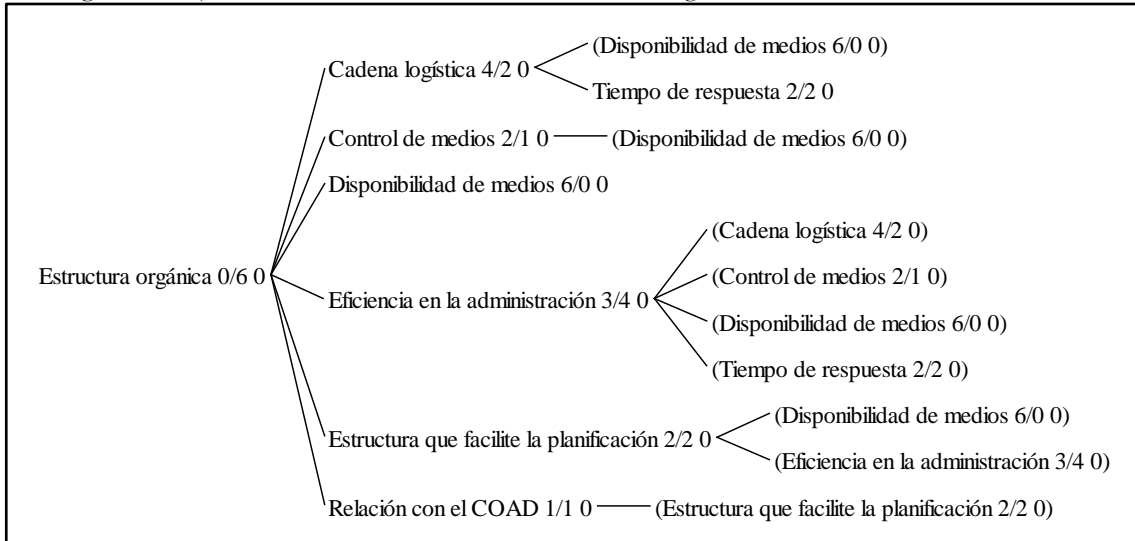 (Disponibilidad de medios 6/0 0)
Cadena logística 4/2 0
Tiempo de respuesta 2/2 0
Control de medios 2/1 0
(Disponibilidad de medios 6/0 0)
Disponibilidad de medios 6/0 0
(Cadena logística 4/2 0)
Estructura orgánica 0/6 0
(Control de medios 2/1 0)
Eficiencia en la administración 3/4 0
(Disponibilidad de medios 6/0 0)
(Tiempo de respuesta 2/2 0)
(Disponibilidad de medios 6/0 0)
Estructura que facilite la planificación 2/2 0
(Eficiencia en la administración 3/4 0)
Relación con el COAD 1/1 0
(Estructura que facilite la planificación 2/2 0)